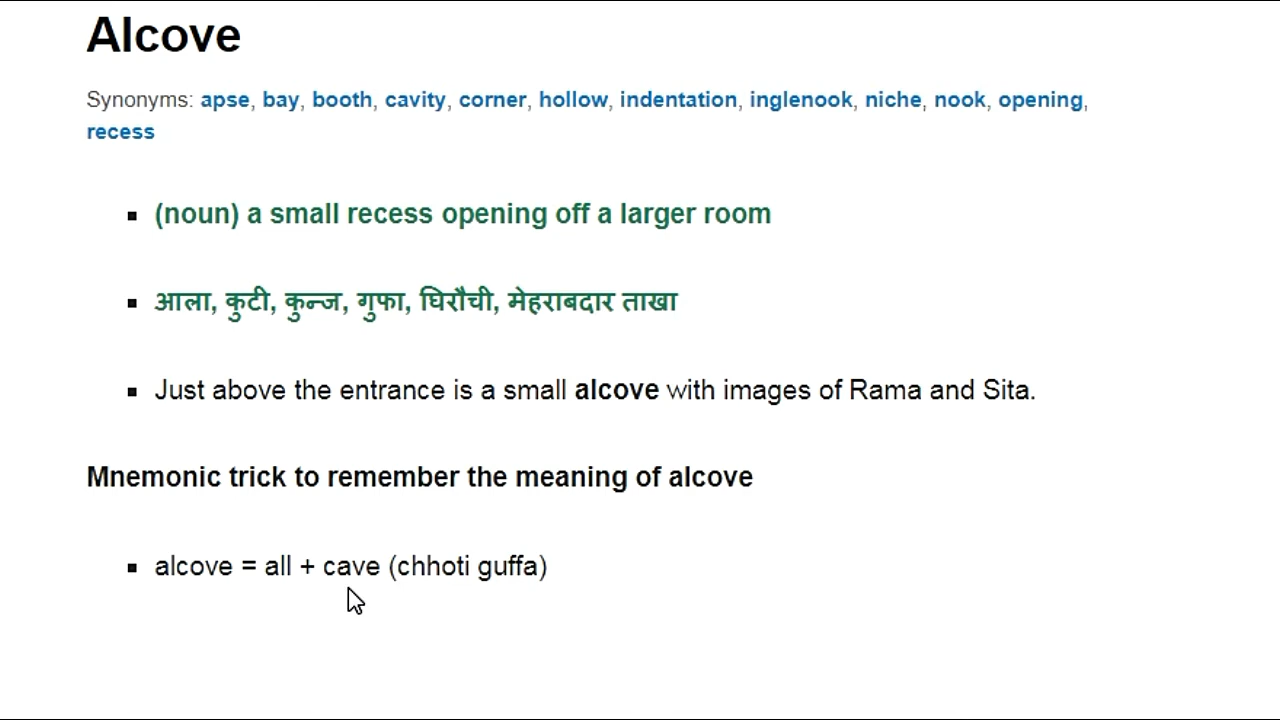 Alcove
Synonyms: apse, bay, booth, cavity, corner, hollow, indentation, inglenook, niche, nook, opening,
recess
(noun) a small recess opening off a larger room
आला, कुटी, कुन्ज, गुफा, घिरौची, मेहराबदार ताखा
Just above the entrance is a small alcove with images of Rama and Sita.
Mnemonic trick to remember the meaning of alcove
alcove = all + cave (chhoti guffa)